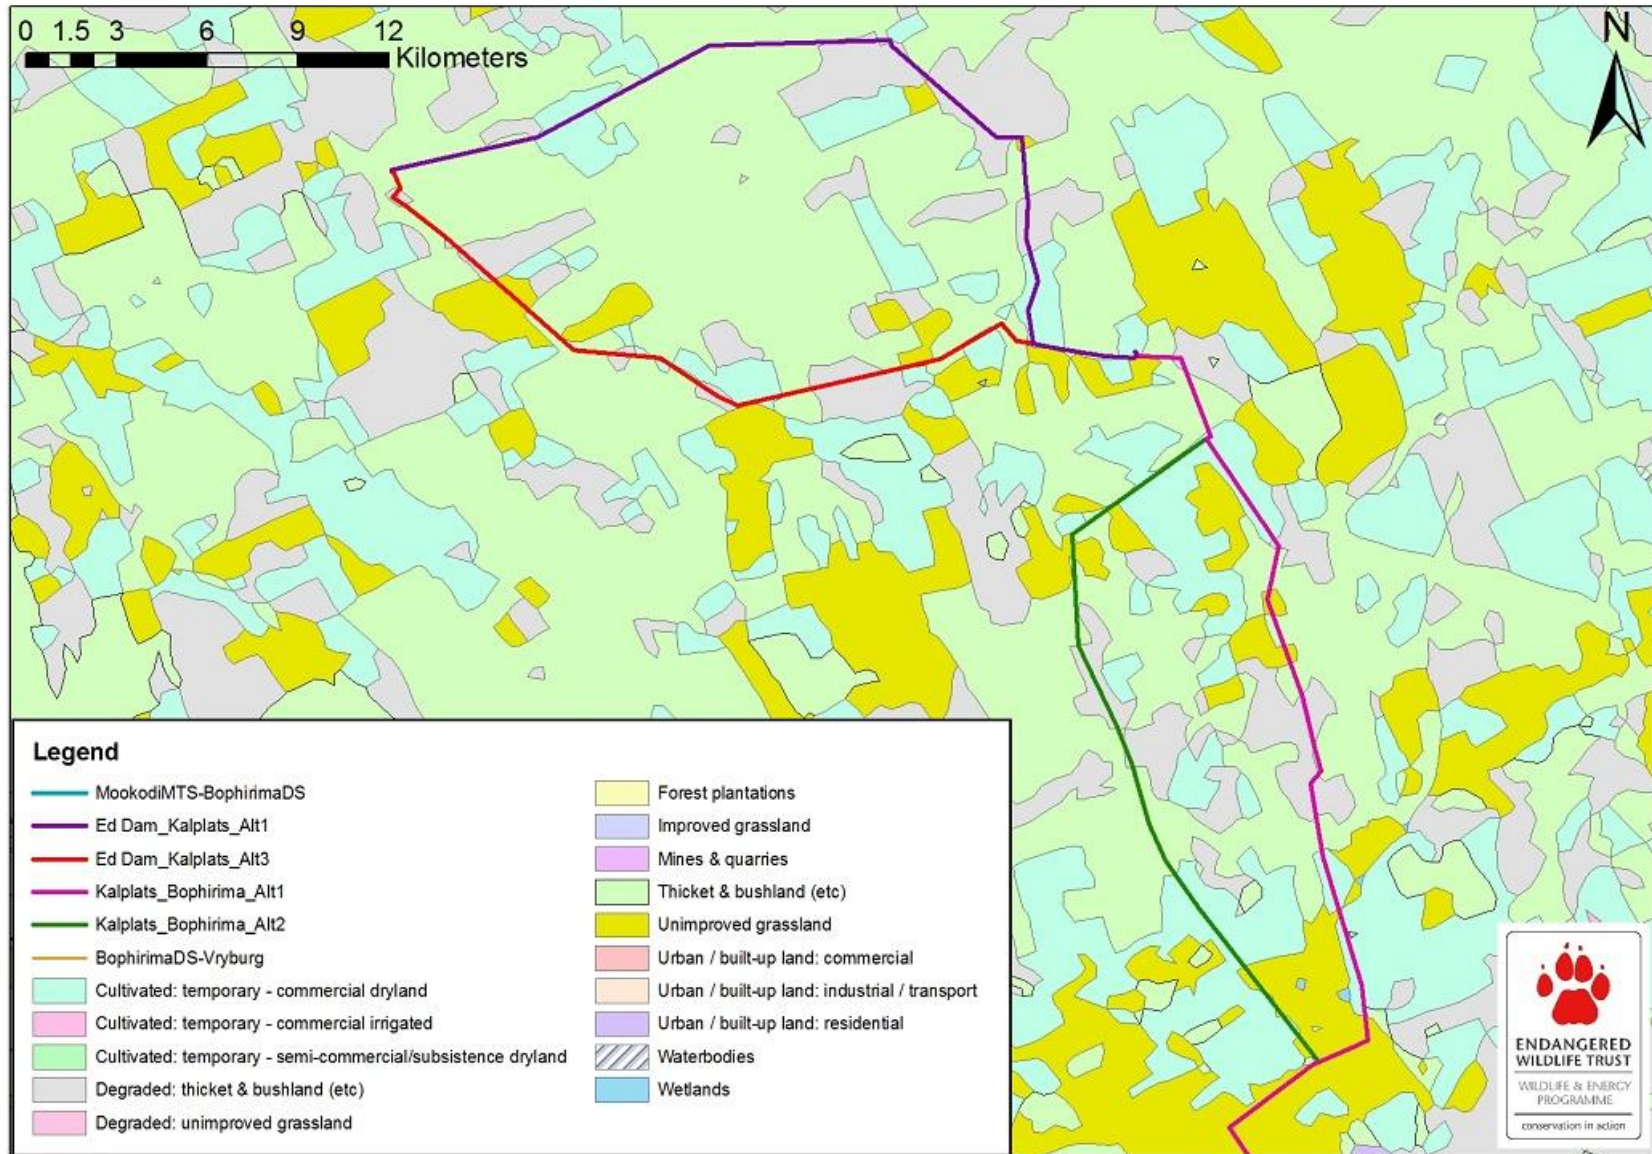 0 1.5 3 6 9 12
Kilometers
N
Legend
MookodiMTS-BophirimaDS
Ed Dam_Kalplats_Alt1
Ed Dam_Kalplats_Alt3
Kalplats_Bophirima_Alt1
Kalplats_Bophirima_Alt2
BophirimaDS-Vryburg
Cultivated: temporary - commercial dryland
Cultivated: temporary - commercial irrigated
Cultivated: temporary - semi-commercial/subsistence dryland
Degraded: thicket & bushland (etc)
Degraded: unimproved grassland
Forest plantations
Improved grassland
Mines & quarries
Thicket & bushland (etc)
Unimproved grassland
Urban / built-up land: commercial
Urban / built-up land: industrial / transport
Urban / built-up land: residential
Waterbodies
Wetlands
ENDANGERED
WILDLIFE TRUST
WILDLIFE & ENERGY
PROGRAMME
conservation in action